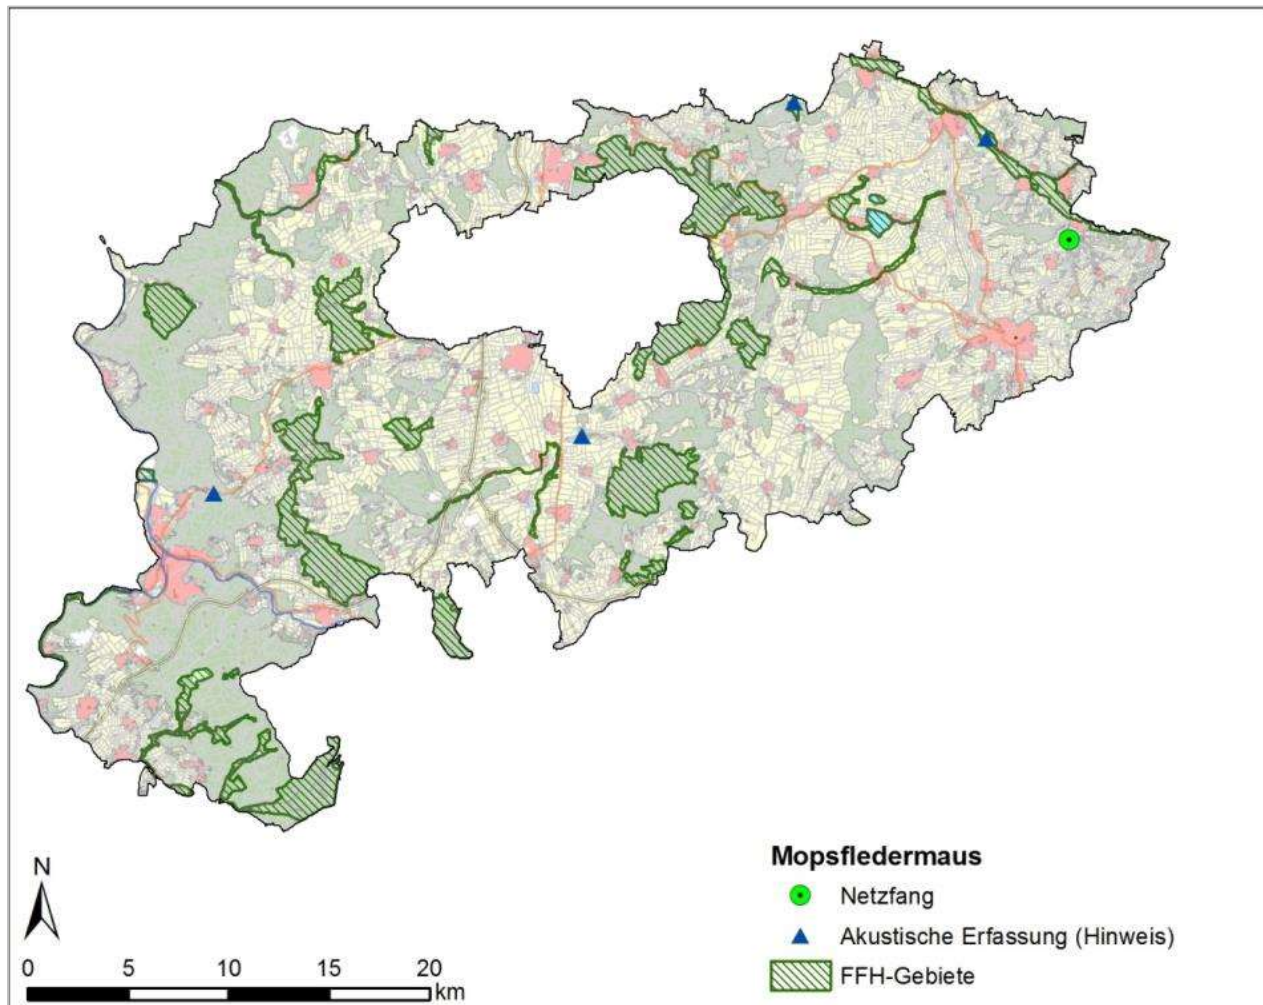 Mopsfledermaus
Netzfang
Akustische Erfassung (Hinweis)
FFH-Gebiete
N
0 5 10 15 20
km